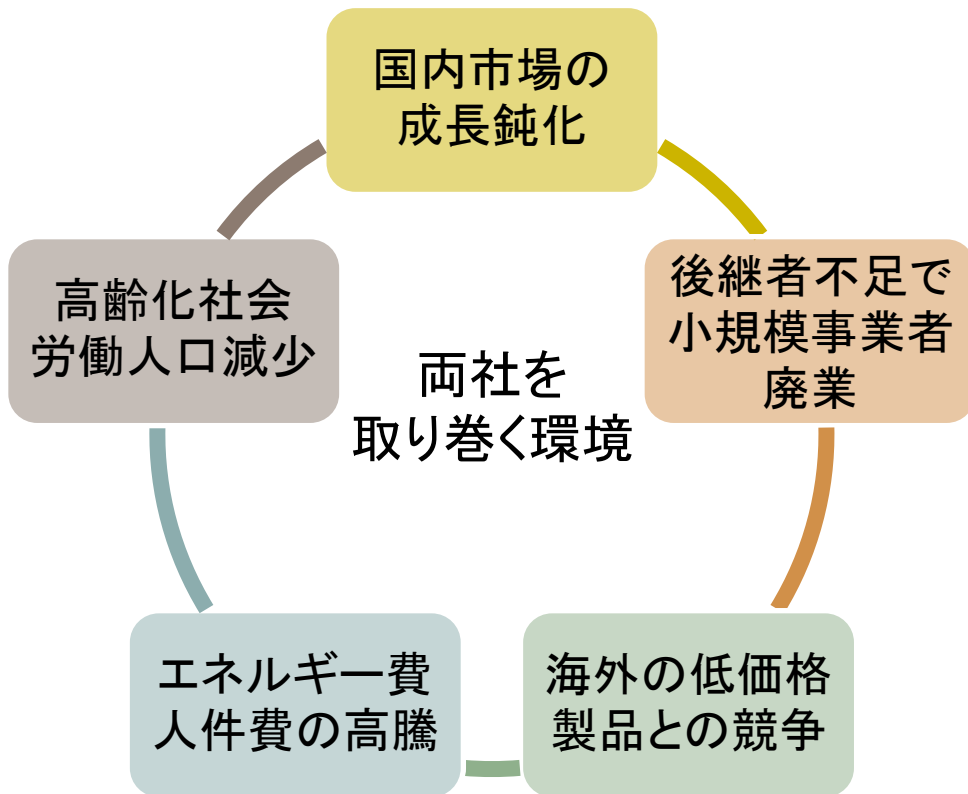 国内市場の
成長鈍化
後継者不足で
小規模事業者
廃業
海外の低価格
製品との競争
エネルギー費
人件費の高騰
高齢化社会
労働人口減少
両社を
取り巻く環境